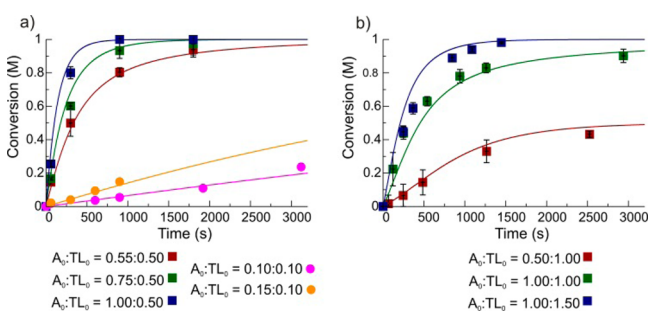 a)
Conversion (M)
1
0.8
0.6
0.4
0.2
0
0 500 1000 1500 2000 2500 3000
Time (s)
A0:TL0 = 0.55:0.50
A0:TL0 = 0.75:0.50
A0:TL0 = 1.00:0.50
A0:TL0 = 0.10:0.10
A0:TL0 = 0.15:0.10
b)
Conversion (M)
1
0.8
0.6
0.4
0.2
0
0 500 1000 1500 2000 2500 3000
Time (s)
A0:TL0 = 0.50:1.00
A0:TL0 = 1.00:1.00
A0:TL0 = 1.00:1.50